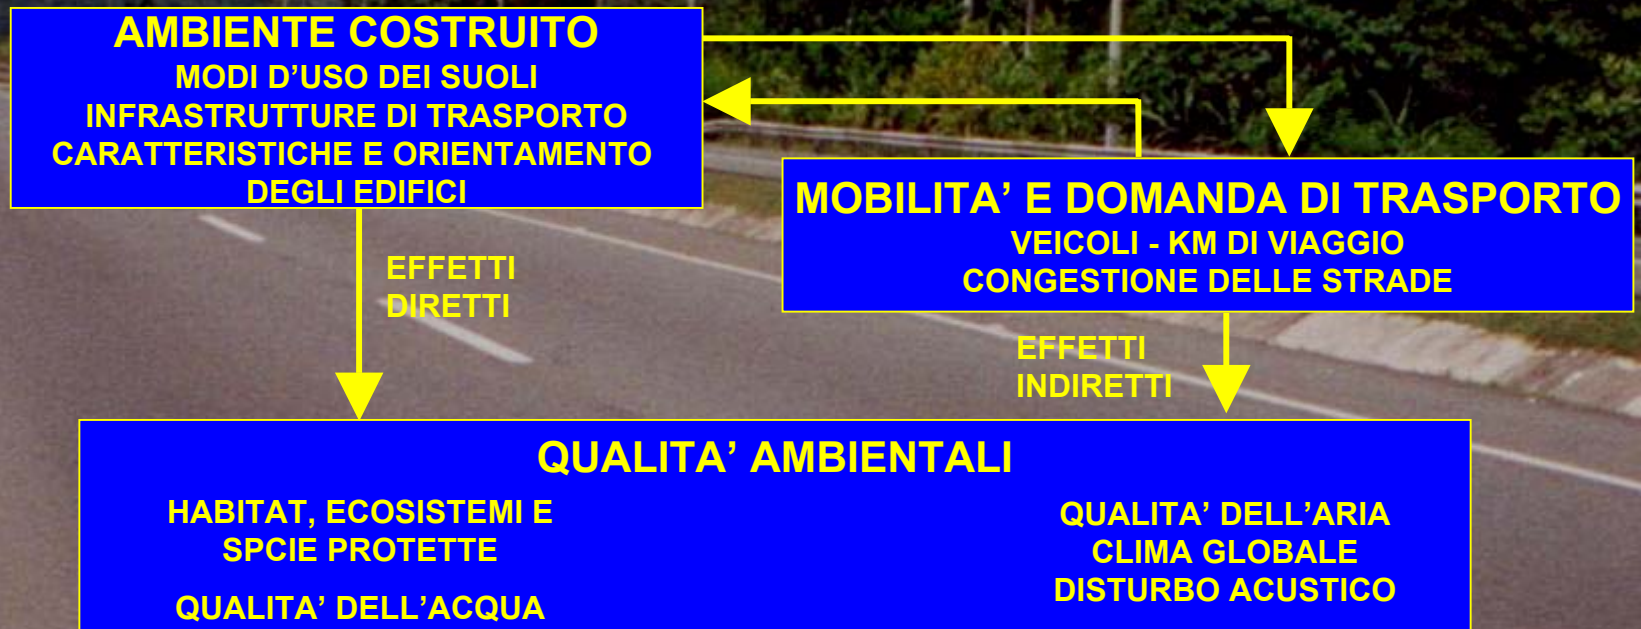 AMBIENTE COSTRUITO
MODI D’USO DEI SUOLI
INFRASTRUTTURE DI TRASPORTO
CARATTERISTICHE E ORIENTAMENTO
DEGLI EDIFICI
MOBILITA’ E DOMANDA DI TRASPORTO
VEICOLI - KM DI VIAGGIO
CONGESTIONE DELLE STRADE
EFFETTI
DIRETTI
EFFETTI
INDIRETTI
QUALITA’ AMBIENTALI
HABITAT, ECOSISTEMI E
SPCIE PROTETTE
QUALITA’ DELL’ACQUA
QUALITA’ DELL’ARIA
CLIMA GLOBALE
DISTURBO ACUSTICO